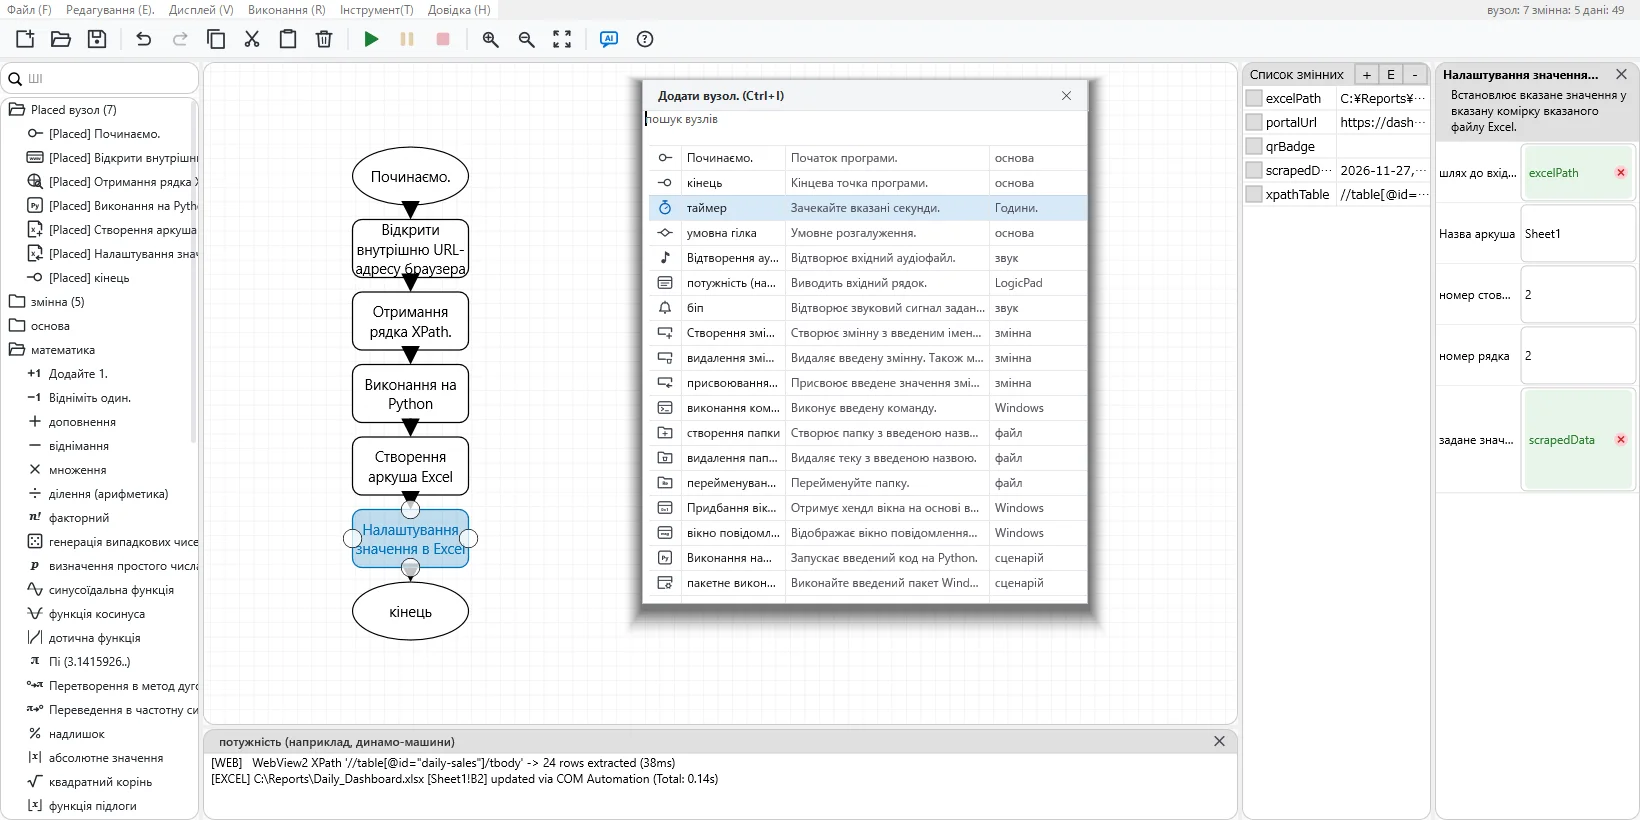 Файл (F) Редагування (E). Дисплей (V) Виконання (R) Інструмент(T) Довідка (H)
вузол: 7 змінна: 5 дані: 49
AI
ШІ
Placed вузол (7)
[Placed] Починаємо.
[Placed] Відкрити внутрішн
[Placed] Отримання рядка X
[Placed] Виконання на Pyth
[Placed] Створення аркуша
[Placed] Налаштування знач
[Placed] кінець
змінна (5)
основа
математика
+1 Додайте 1.
−1 Відніміть один.
доповнення
віднімання
множення
ділення (арифметика)
n! факторний
генерація випадкових чисе
p визначення простого числа
синусоїдальна функція
функція косинуса
дотична функція
π Пі (3.1415926..)
Перетворення в метод дуго
Переведення в частотну си
% надлишок
|x| абсолютне значення
квадратний корінь
функція підлоги
Починаємо.
Відкрити
внутрішню URL-
адресу браузера
Отримання
рядка XPath.
Виконання на
Python
Створення
аркуша Excel
Налаштування
значення в Excel
кінець
Додати вузол. (Ctrl+I)
пошук вузлів
Починаємо. Початок програми. основа
кінець Кінцева точка програми. основа
таймер Зачекайте вказані секунди. Години.
умовна гілка Умовне розгалуження. основа
Відтворення ау... Відтворює вхідний аудіофайл. звук
потужність (на... Виводить вхідний рядок. LogicPad
біп Відтворює звуковий сигнал задан... звук
Створення змі... Створює змінну з введеним імен... змінна
видалення змі... Видаляє введену змінну. Також м... змінна
присвоювання... Присвоює введене значення змі... змінна
виконання ком... Виконує введену команду. Windows
створення папки Створює папку з введеною назв... файл
видалення пап... Видаляє теку з введеною назвою. файл
перейменуван... Перейменуйте папку. файл
Придбання вік... Отримує хендл вікна на основі в... Windows
вікно повідомл... Відображає вікно повідомлення... Windows
Виконання на... Запускає введений код на Python. сценарій
пакетне викон... Виконайте введений пакет Wind... сценарій
потужність (наприклад, динамо-машини)
[WEB] WebView2 XPath '//table[@id="daily-sales"]/tbody' -> 24 rows extracted (38ms)
[EXCEL] C:\Reports\Daily_Dashboard.xlsx [Sheet1!B2] updated via COM Automation (Total: 0.14s)
Список змінних + E -
excelPath C:¥Reports¥···
portalUrl https://dash···
qrBadge
scrapedD··· 2026-11-27,···
xpathTable //table[@id=···
Налаштування значення...
Встановлює вказане значення у
вказану комірку вказаного
файлу Excel.
шлях до вхід... excelPath
Назва аркуша Sheet1
номер стов... 2
номер рядка 2
задане знач... scrapedData